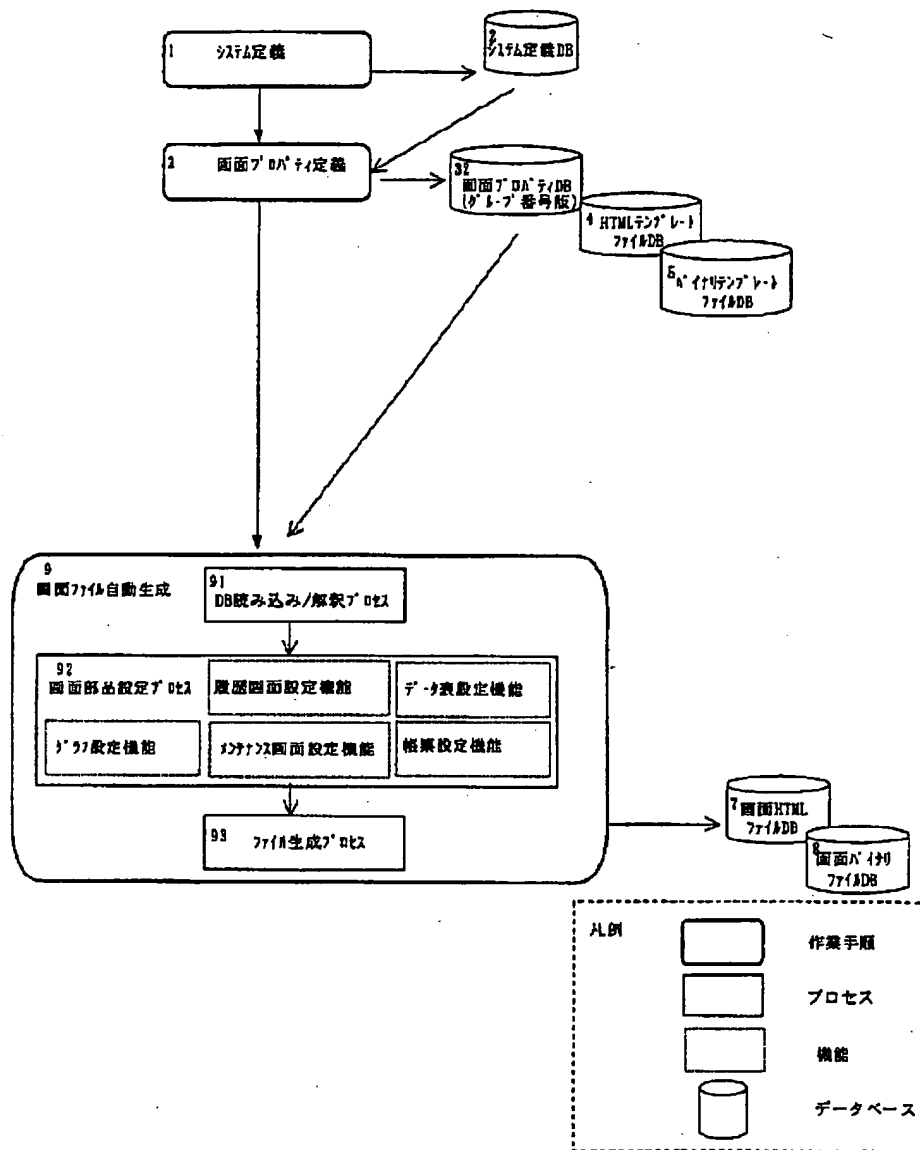 1 システム定義
2 システム定義DB
3 画面プロパティ定義
32 画面プロパティDB
(グループ番号版)
4 HTMLテンプレート
ファイルDB
5 バイナリテンプレート
ファイルDB
9
画面ファイル自動生成
91
DB読み込み/解釈プロセス
92
画面部品設定プロセス
履歴画面設定機能
データ表設定機能
グラフ設定機能
メンテナンス画面設定機能
帳票設定機能
93 ファイル生成プロセス
7 画面HTML
ファイルDB
8 画面バイナリ
ファイルDB
凡例
作業手順
プロセス
機能
データベース